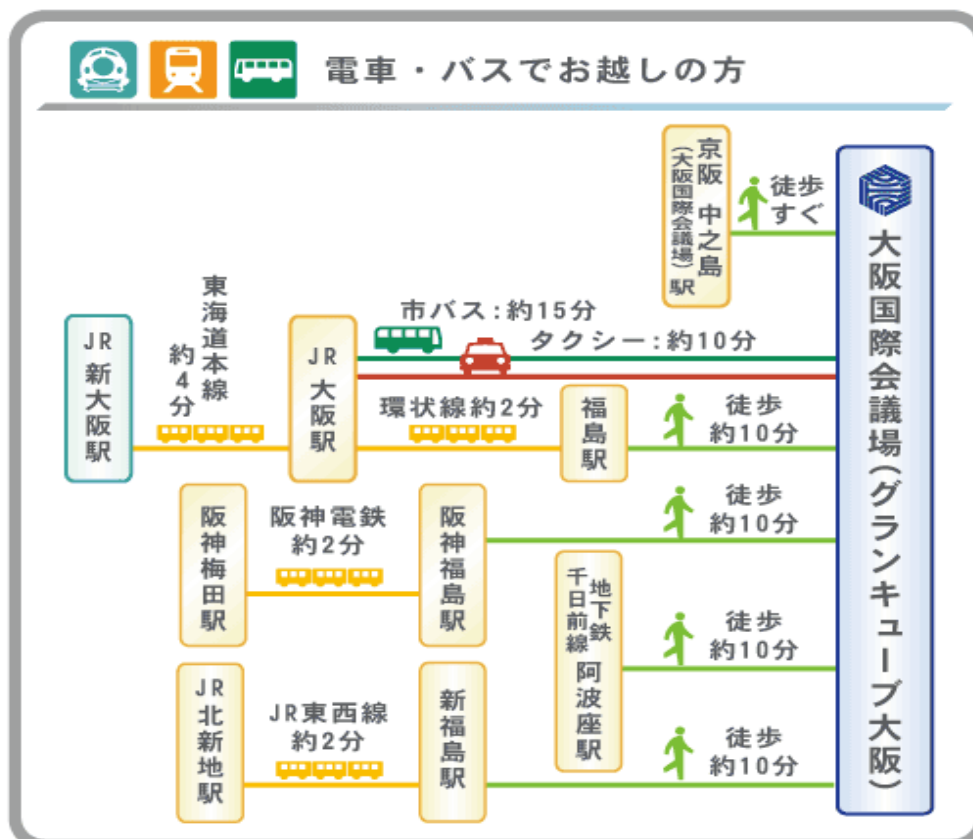 電車・バスでお越しの方
京阪 中之島
(大阪国際会議場)駅
徒歩
すぐ
大阪国際会議場(グランキューブ大阪)
JR
新大阪駅
東海道本線
約4分
JR
大阪駅
市バス:約15分
タクシー:約10分
環状線約2分
福島駅
徒歩
約10分
阪神梅田駅
阪神電鉄
約2分
阪神福島駅
徒歩
約10分
地下鉄
千日前線
阿波座駅
徒歩
約10分
JR
北新地駅
JR東西線
約2分
新福島駅
徒歩
約10分